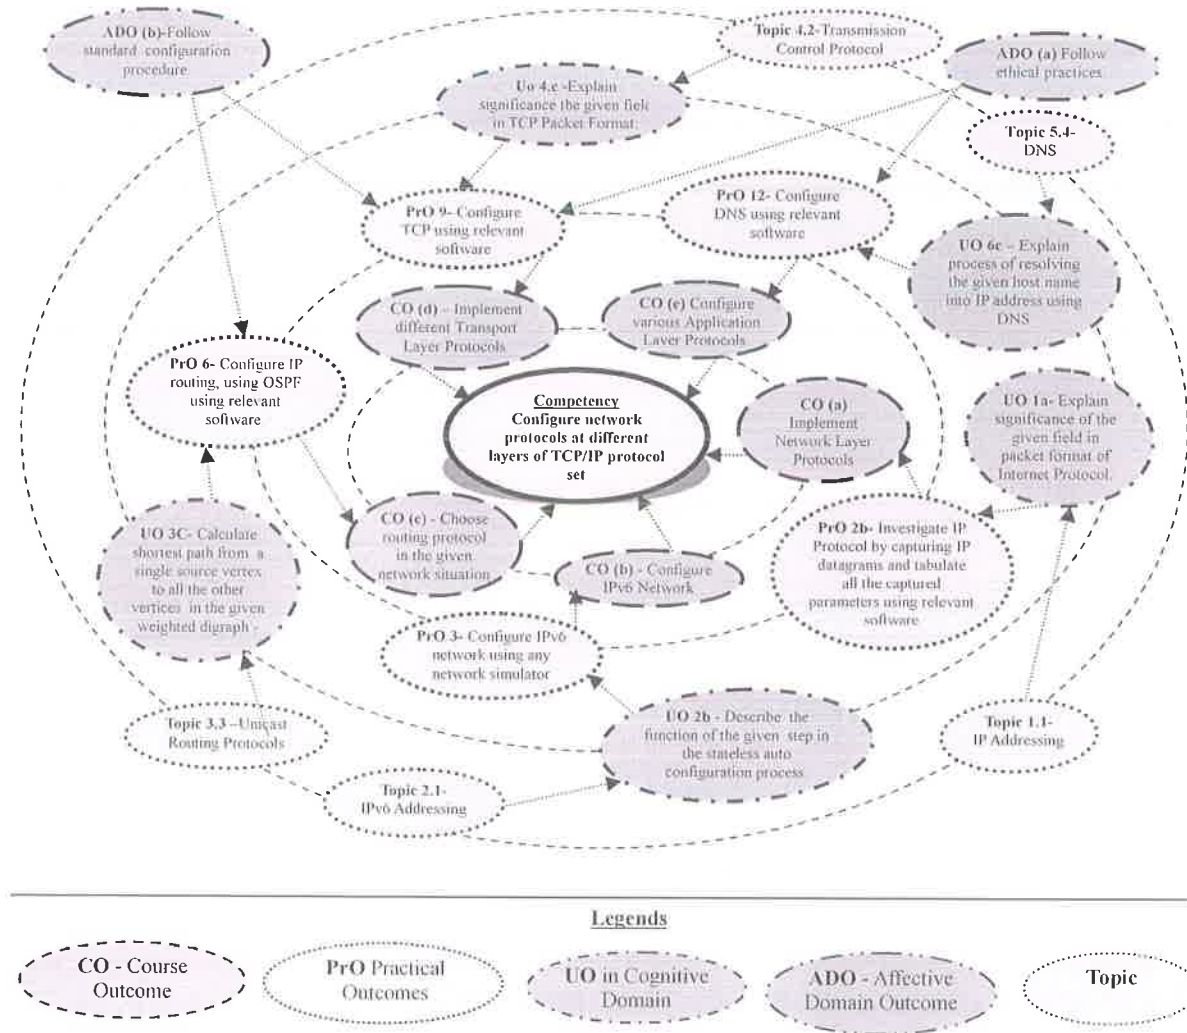 ADO (b)-Follow
standard configuration
procedure
Topic 4.2-Transmission
Control Protocol
ADO (a) Follow
ethical practices
Uo 4.c -Explain
significance the given field
in TCP Packet Format.
Topic 5.4-
DNS
PrO 9- Configure
TCP using relevant
software
PrO 12- Configure
DNS using relevant
software
UO 6c – Explain
process of resolving
the given host name
into IP address using
DNS
CO (d) – Implement
different Transport
Layer Protocols
CO (e) Configure
various Application
Layer Protocols
PrO 6- Configure IP
routing, using OSPF
using relevant
software
Competency
Configure network
protocols at different
layers of TCP/IP protocol
set
CO (a)
Implement
Network Layer
Protocols
UO 1a- Explain
significance of the
given field in
packet format of
Internet Protocol.
UO 3C- Calculate
shortest path from a
single source vertex
to all the other
vertices in the given
weighted digraph -
CO (c) - Choose
routing protocol
in the given
network situation
CO (b) - Configure
IPv6 Network
PrO 2b- Investigate IP
Protocol by capturing IP
datagrams and tabulate
all the captured
parameters using relevant
software
PrO 3- Configure IPv6
network using any
network simulator
Topic 3.3 –Unicast
Routing Protocols
UO 2b - Describe the
function of the given step in
the stateless auto
configuration process
Topic 1.1-
IP Addressing
Topic 2.1-
IPv6 Addressing
Legends
CO - Course
Outcome
PrO Practical
Outcomes
UO in Cognitive
Domain
ADO - Affective
Domain Outcome
Topic